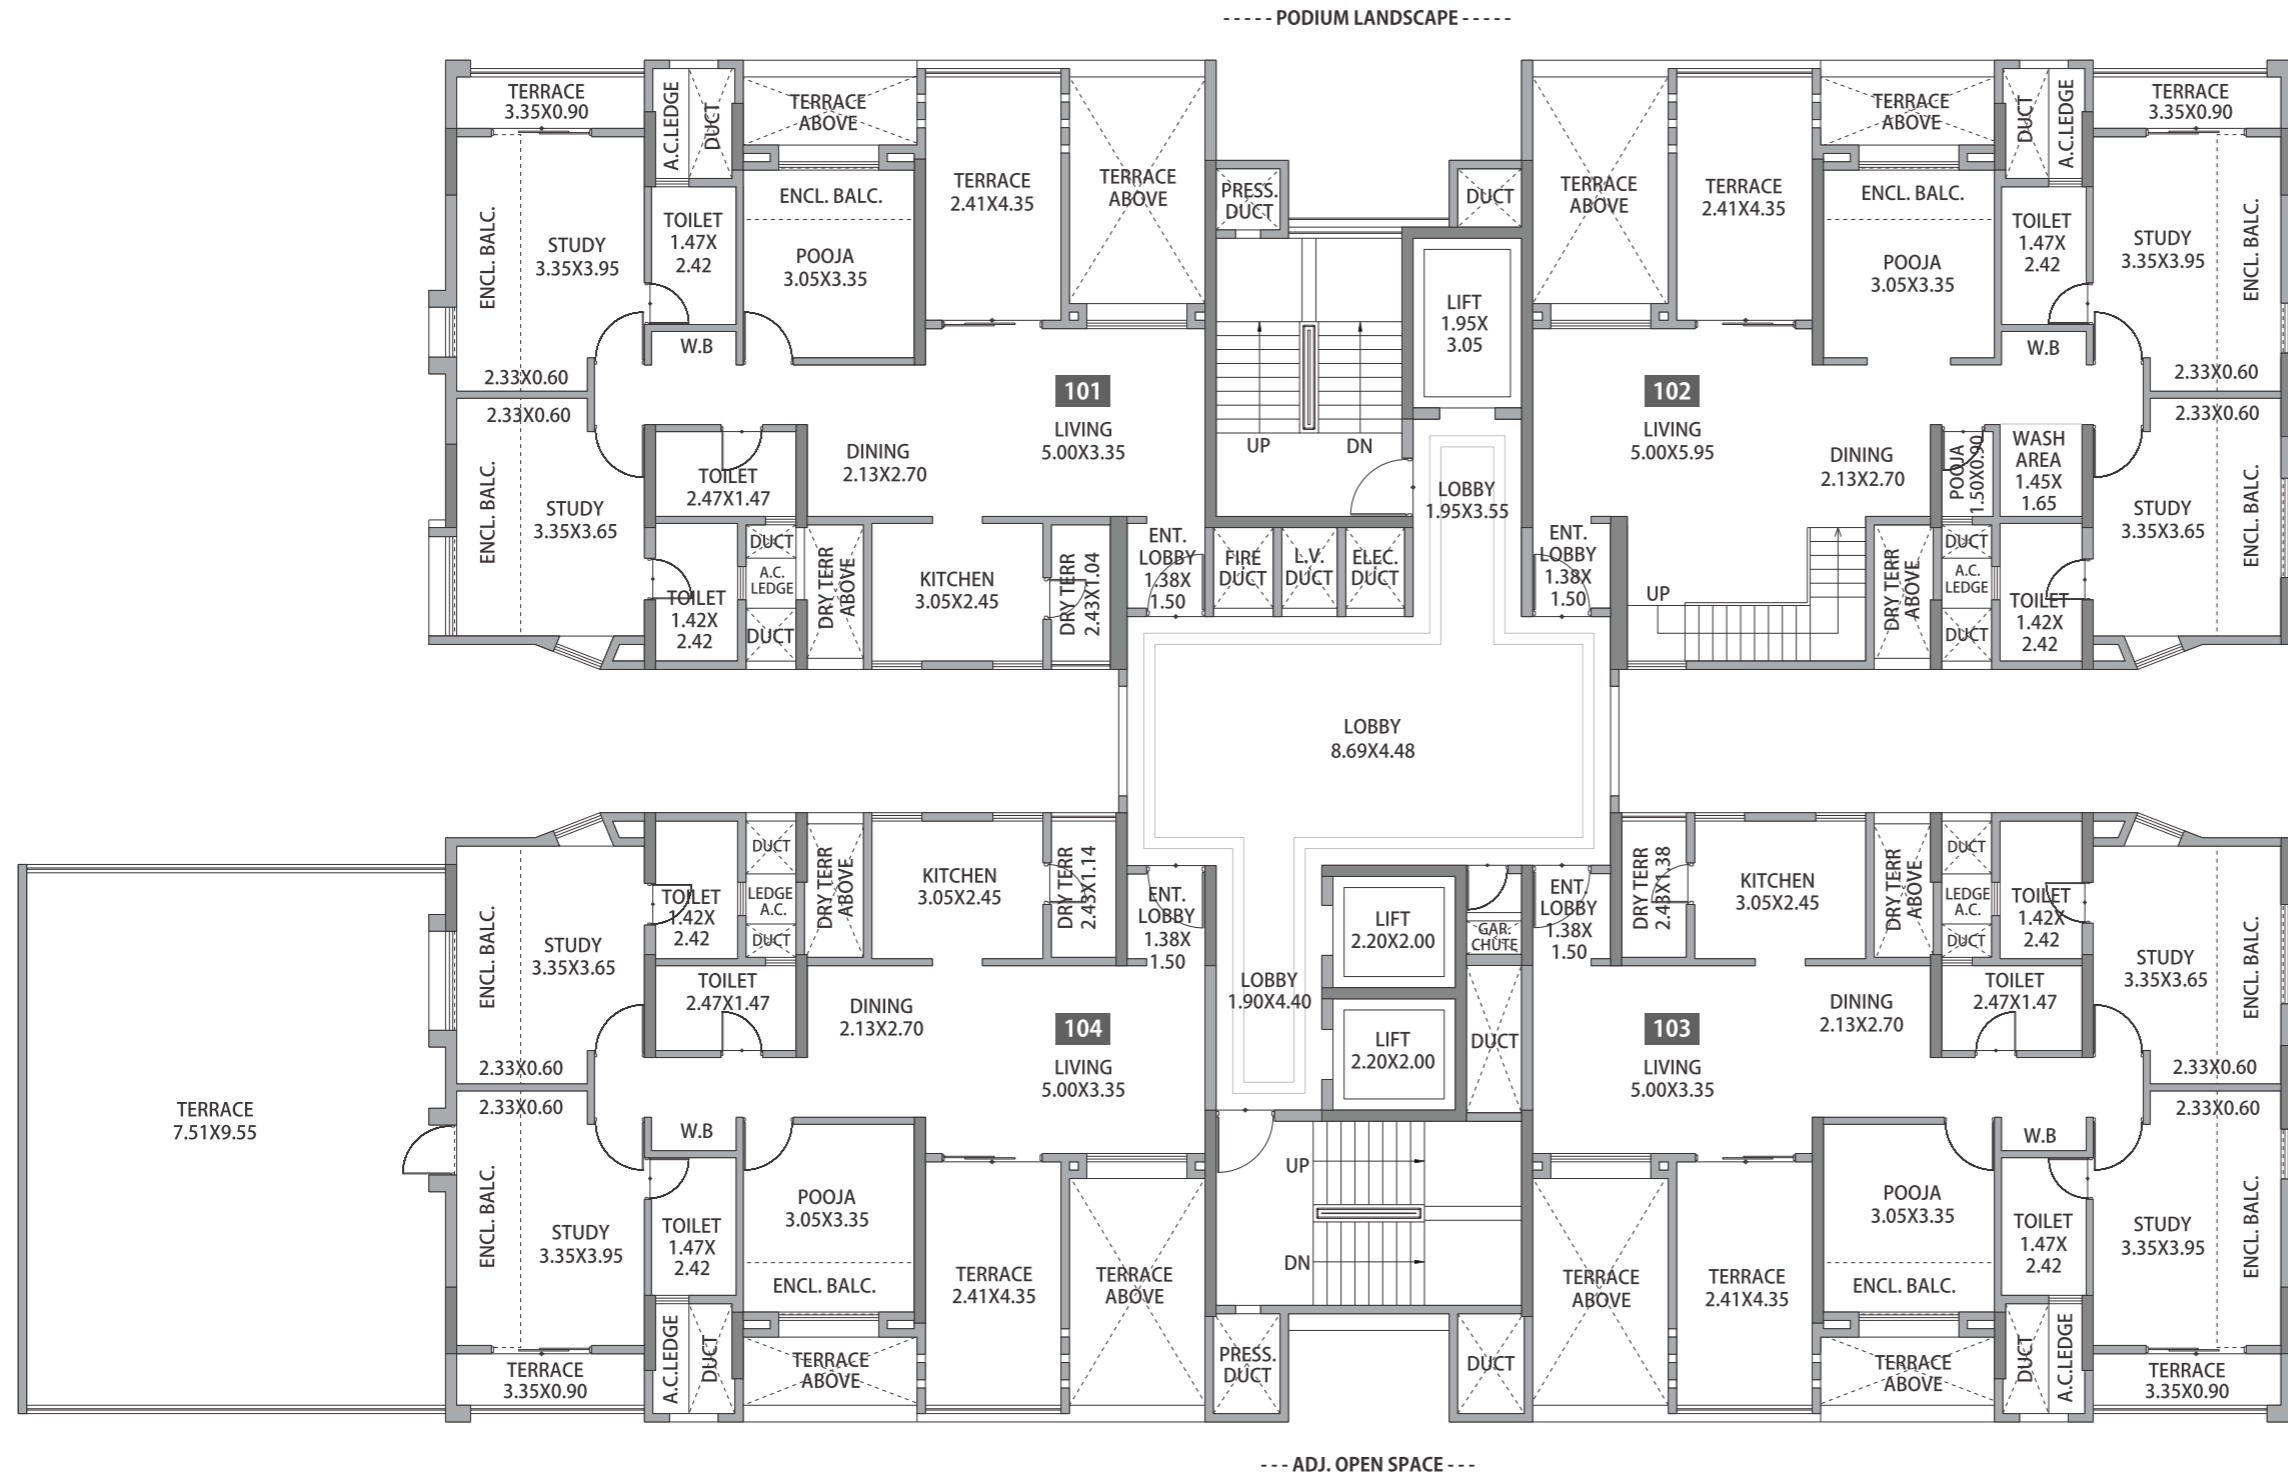 ----- PODIUM LANDSCAPE -----
TERRACE
3.35X0.90
A.C.LEDGE
DUCT
TERRACE
ABOVE
ENCL. BALC.
STUDY
3.35X3.95
2.33X0.60
TOILET
1.47X
2.42
W.B
ENCL. BALC.
POOJA
3.05X3.35
TERRACE
2.41X4.35
TERRACE
ABOVE
101
LIVING
5.00X3.35
DINING
2.13X2.70
2.33X0.60
ENCL. BALC.
STUDY
3.35X3.65
TOILET
2.47X1.47
TOILET
1.42X
2.42
DUCT
A.C.
LEDGE
DUCT
DRY TERR
ABOVE
KITCHEN
3.05X2.45
DRY TERR
2.43X1.04
ENT.
LOBBY
1.38X
1.50
PRESS.
DUCT
DUCT
LIFT
1.95X
3.05
UP
DN
LOBBY
1.95X3.55
FIRE
DUCT
L.V.
DUCT
ELEC.
DUCT
TERRACE
ABOVE
TERRACE
2.41X4.35
TERRACE
ABOVE
DUCT
A.C.LEDGE
TERRACE
3.35X0.90
ENCL. BALC.
POOJA
3.05X3.35
TOILET
1.47X
2.42
W.B
STUDY
3.35X3.95
ENCL. BALC.
2.33X0.60
102
LIVING
5.00X5.95
DINING
2.13X2.70
POOJA
1.50X0.90
WASH
AREA
1.45X
1.65
2.33X0.60
STUDY
3.35X3.65
ENCL. BALC.
ENT.
LOBBY
1.38X
1.50
UP
DRY TERR
ABOVE
DUCT
A.C.
LEDGE
DUCT
TOILET
1.42X
2.42
LOBBY
8.69X4.48
TERRACE
7.51X9.55
ENCL. BALC.
STUDY
3.35X3.65
2.33X0.60
TOILET
1.42X
2.42
DUCT
LEDGE
A.C.
DUCT
DRY TERR
ABOVE
KITCHEN
3.05X2.45
DRY TERR
2.43X1.14
ENT.
LOBBY
1.38X
1.50
TOILET
2.47X1.47
DINING
2.13X2.70
104
LIVING
5.00X3.35
2.33X0.60
ENCL. BALC.
STUDY
3.35X3.95
W.B
TOILET
1.47X
2.42
POOJA
3.05X3.35
ENCL. BALC.
TERRACE
2.41X4.35
TERRACE
ABOVE
TERRACE
3.35X0.90
A.C.LEDGE
DUCT
TERRACE
ABOVE
LOBBY
1.90X4.40
LIFT
2.20X2.00
LIFT
2.20X2.00
GAR.
CHUTE
DUCT
UP
DN
PRESS.
DUCT
DUCT
ENT.
LOBBY
1.38X
1.50
DRY TERR
2.43X1.38
KITCHEN
3.05X2.45
DRY TERR
ABOVE
DUCT
LEDGE
A.C.
DUCT
TOILET
1.42X
2.42
STUDY
3.35X3.65
ENCL. BALC.
2.33X0.60
103
LIVING
5.00X3.35
DINING
2.13X2.70
TOILET
2.47X1.47
2.33X0.60
W.B
POOJA
3.05X3.35
ENCL. BALC.
TOILET
1.47X
2.42
STUDY
3.35X3.95
ENCL. BALC.
TERRACE
ABOVE
TERRACE
2.41X4.35
TERRACE
ABOVE
DUCT
A.C.LEDGE
TERRACE
3.35X0.90
--- ADJ. OPEN SPACE ---